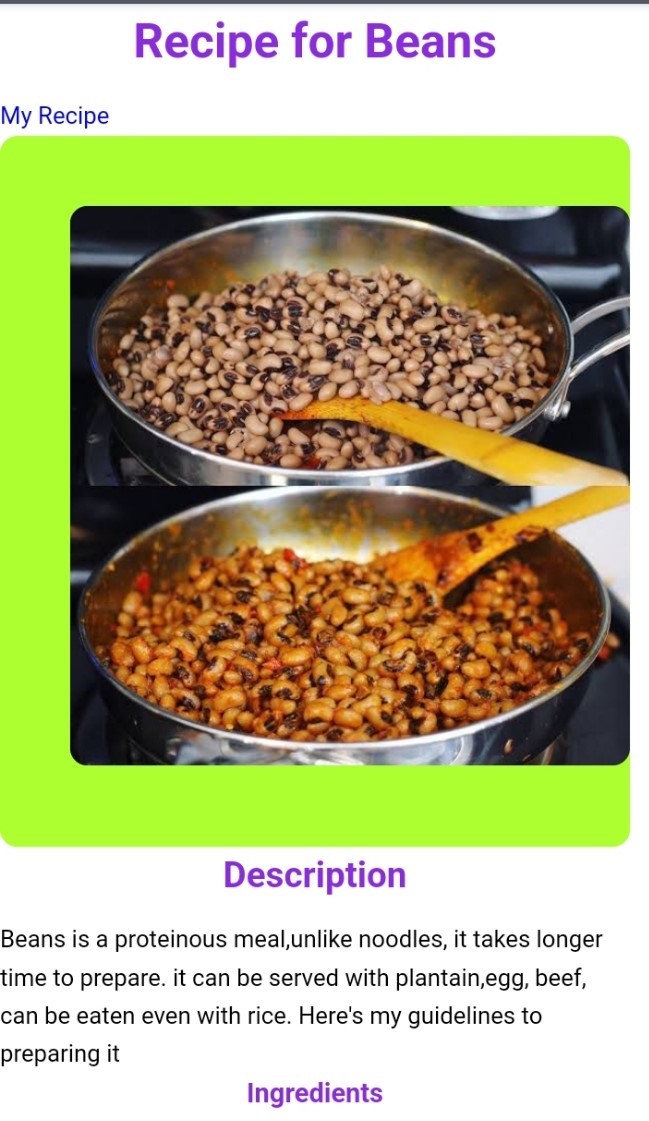 Recipe for Beans
My Recipe
Description
Beans is a proteinous meal,unlike noodles, it takes longer
time to prepare. it can be served with plantain,egg, beef,
can be eaten even with rice. Here's my guidelines to
preparing it
Ingredients